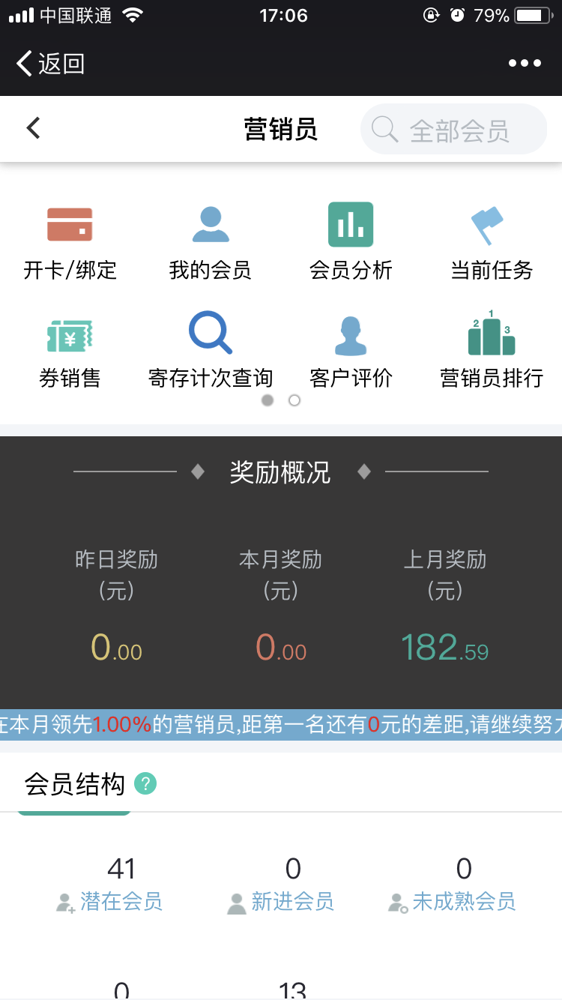 中国联通 17:06 79%
返回
营销员 全部会员
开卡/绑定 我的会员 会员分析 当前任务
¥ 2 1 3
券销售 寄存计次查询 客户评价 营销员排行
奖励概况
昨日奖励 本月奖励 上月奖励
(元) (元) (元)
0.00 0.00 182.59
在本月领先1.00%的营销员,距第一名还有0元的差距,请继续努力
会员结构 ?
41 0 0
潜在会员 新进会员 未成熟会员
0 13